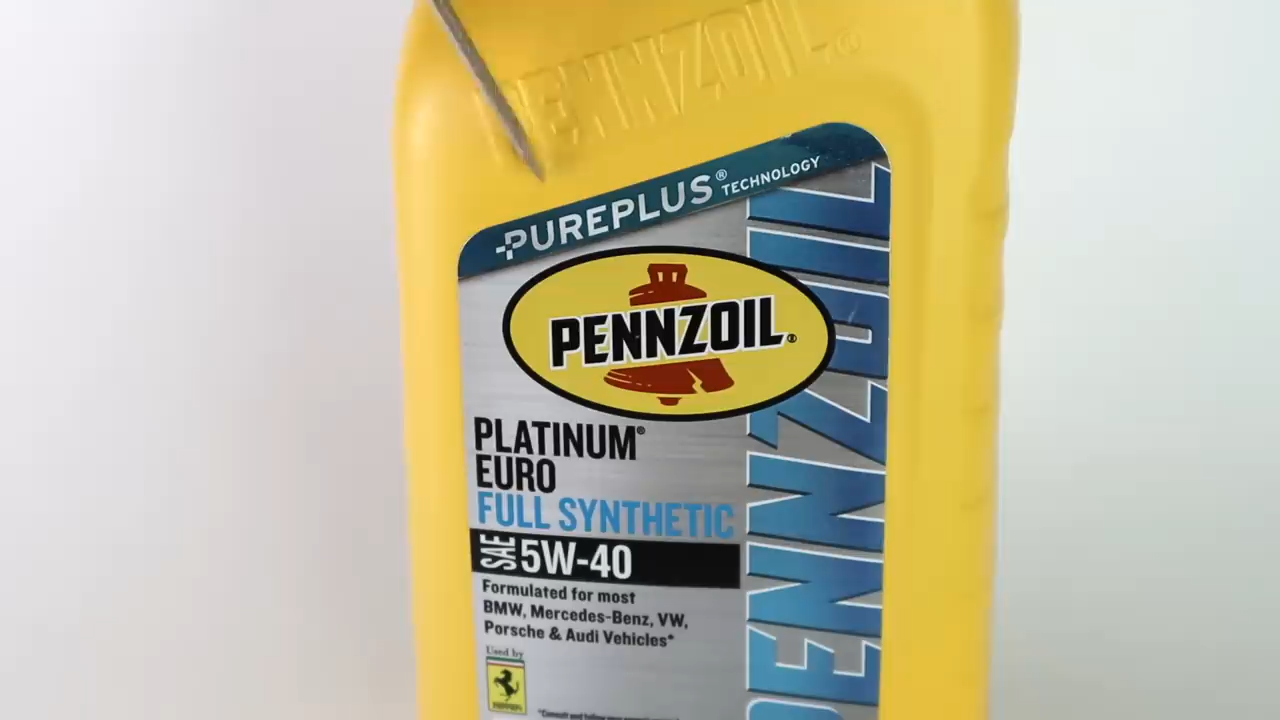 PENNZOIL®
PUREPLUS® TECHNOLOGY
PENNZOIL®
PENNZOIL
PLATINUM®
EURO
FULL SYNTHETIC
SAE 5W-40
Formulated for most
BMW, Mercedes-Benz, VW,
Porsche & Audi Vehicles*
Used by
Ferrari